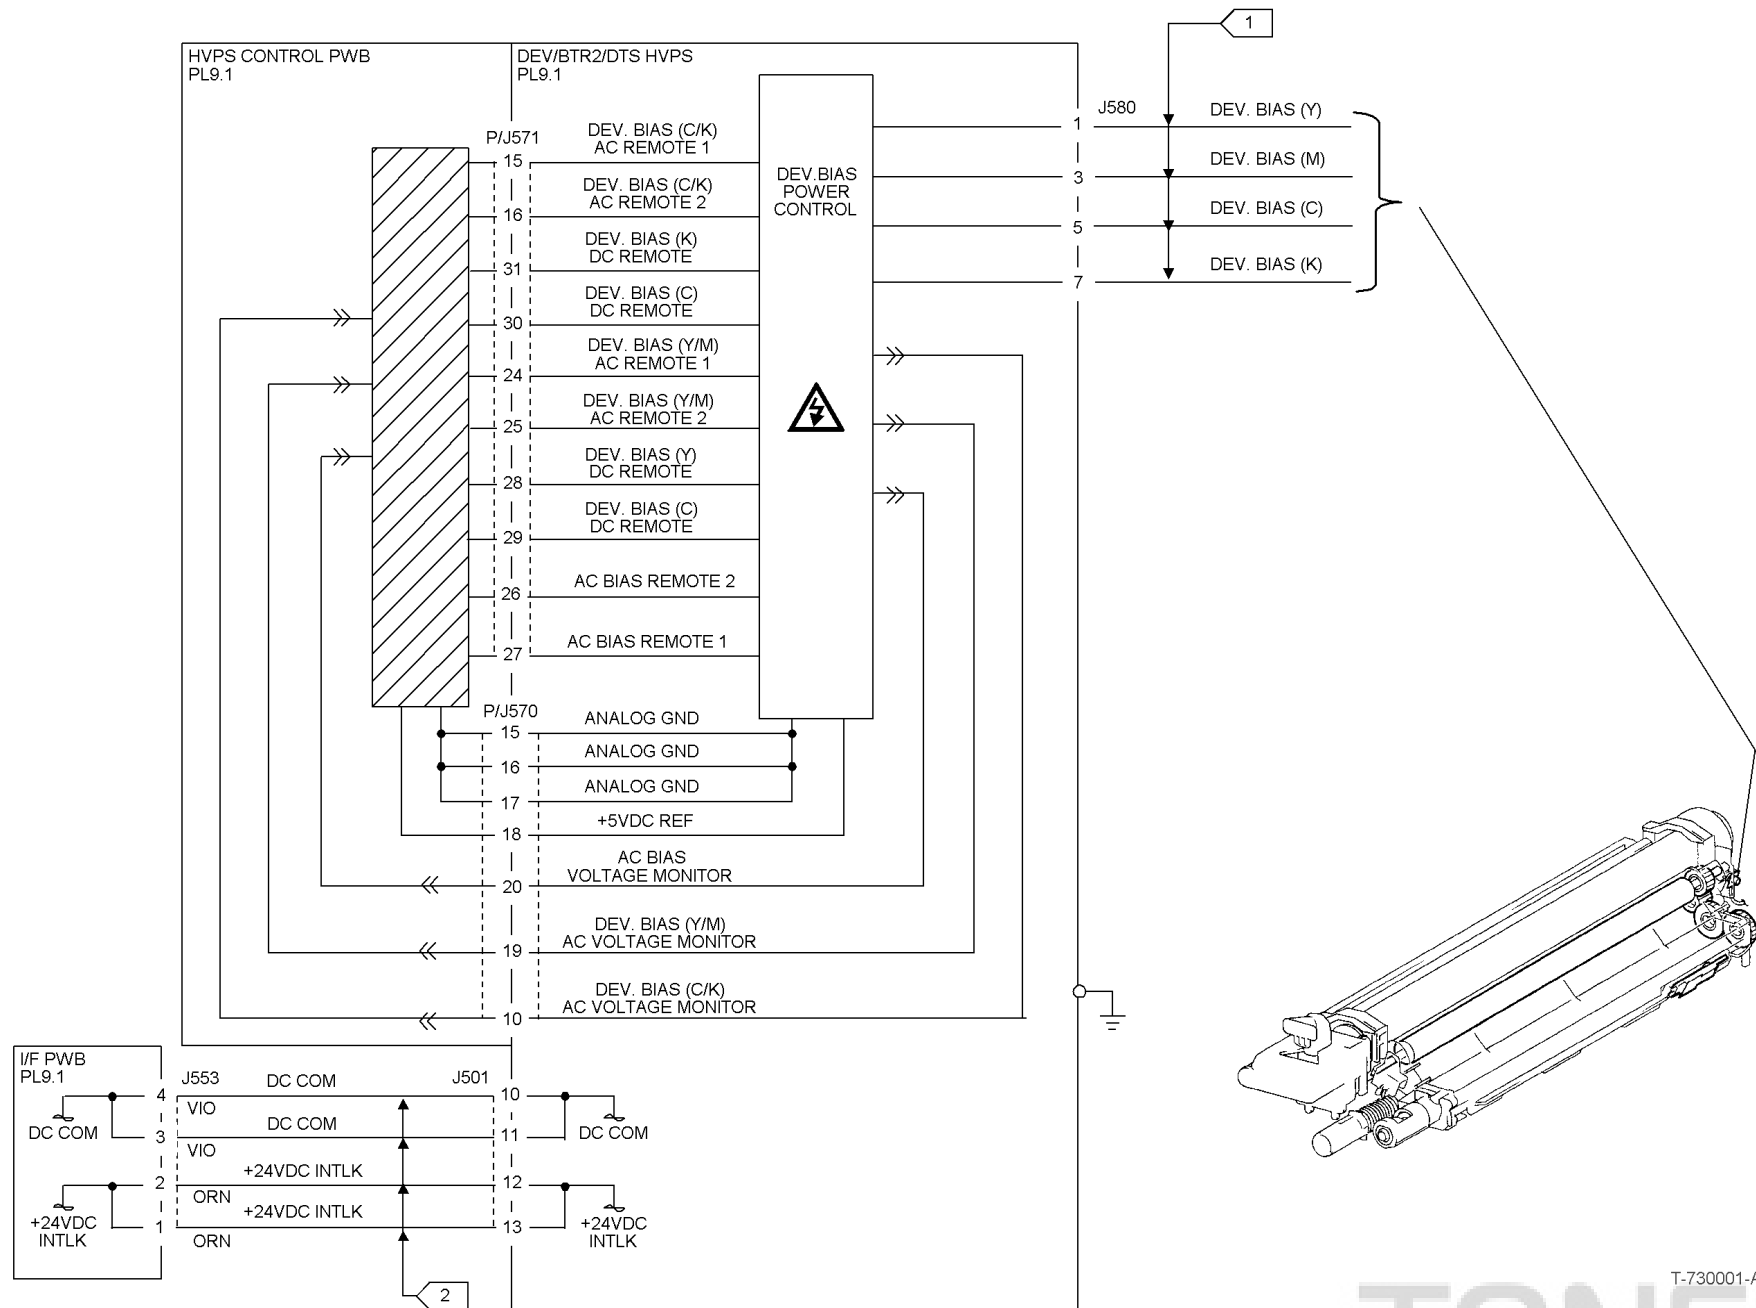 1
HVPS CONTROL PWB
PL9.1
DEV/BTR2/DTS HVPS
PL9.1
J580
1
DEV. BIAS (Y)
3
DEV. BIAS (M)
5
DEV. BIAS (C)
7
DEV. BIAS (K)
DEV.BIAS
POWER
CONTROL
P/J571
15
DEV. BIAS (C/K)
AC REMOTE 1
16
DEV. BIAS (C/K)
AC REMOTE 2
31
DEV. BIAS (K)
DC REMOTE
30
DEV. BIAS (C)
DC REMOTE
24
DEV. BIAS (Y/M)
AC REMOTE 1
25
DEV. BIAS (Y/M)
AC REMOTE 2
28
DEV. BIAS (Y)
DC REMOTE
29
DEV. BIAS (C)
DC REMOTE
26
AC BIAS REMOTE 2
27
AC BIAS REMOTE 1
P/J570
15
ANALOG GND
16
ANALOG GND
17
ANALOG GND
18
+5VDC REF
20
AC BIAS
VOLTAGE MONITOR
19
DEV. BIAS (Y/M)
AC VOLTAGE MONITOR
10
DEV. BIAS (C/K)
AC VOLTAGE MONITOR
I/F PWB
PL9.1
J553
J501
4
DC COM
10
VIO
DC COM
3
DC COM
11
DC COM
VIO
2
+24VDC INTLK
12
ORN
1
+24VDC INTLK
13
+24VDC
INTLK
ORN
+24VDC
INTLK
2
T-730001-A
TONE